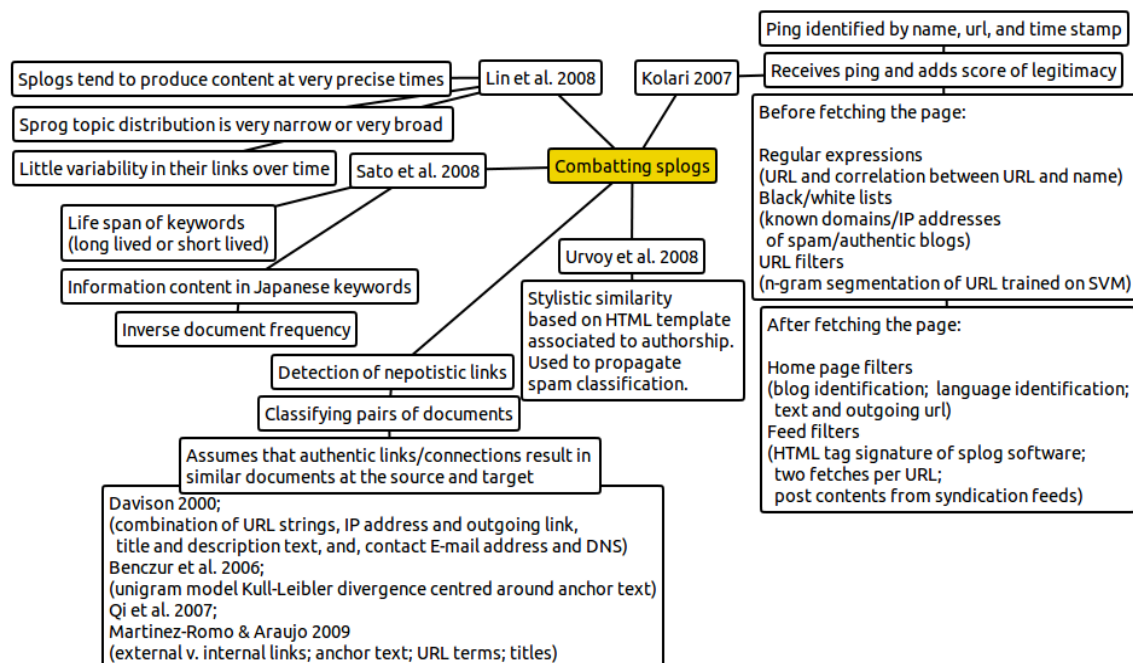 Ping identified by name, url, and time stamp
Splogs tend to produce content at very precise times
Lin et al. 2008
Kolari 2007
Receives ping and adds score of legitimacy
Sprog topic distribution is very narrow or very broad
Little variability in their links over time
Sato et al. 2008
Combatting splogs
Before fetching the page:
Regular expressions
(URL and correlation between URL and name)
Black/white lists
(known domains/IP addresses
of spam/authentic blogs)
URL filters
(n-gram segmentation of URL trained on SVM)
Life span of keywords
(long lived or short lived)
Information content in Japanese keywords
Inverse document frequency
Urvoy et al. 2008
Stylistic similarity
based on HTML template
associated to authorship.
Used to propagate
spam classification.
After fetching the page:
Home page filters
(blog identification; language identification;
text and outgoing url)
Feed filters
(HTML tag signature of splog software;
two fetches per URL;
post contents from syndication feeds)
Detection of nepotistic links
Classifying pairs of documents
Assumes that authentic links/connections result in
similar documents at the source and target
Davison 2000;
(combination of URL strings, IP address and outgoing link,
title and description text, and, contact E-mail address and DNS)
Benczur et al. 2006;
(unigram model Kull-Leibler divergence centred around anchor text)
Qi et al. 2007;
Martinez-Romo & Araujo 2009
(external v. internal links; anchor text; URL terms; titles)